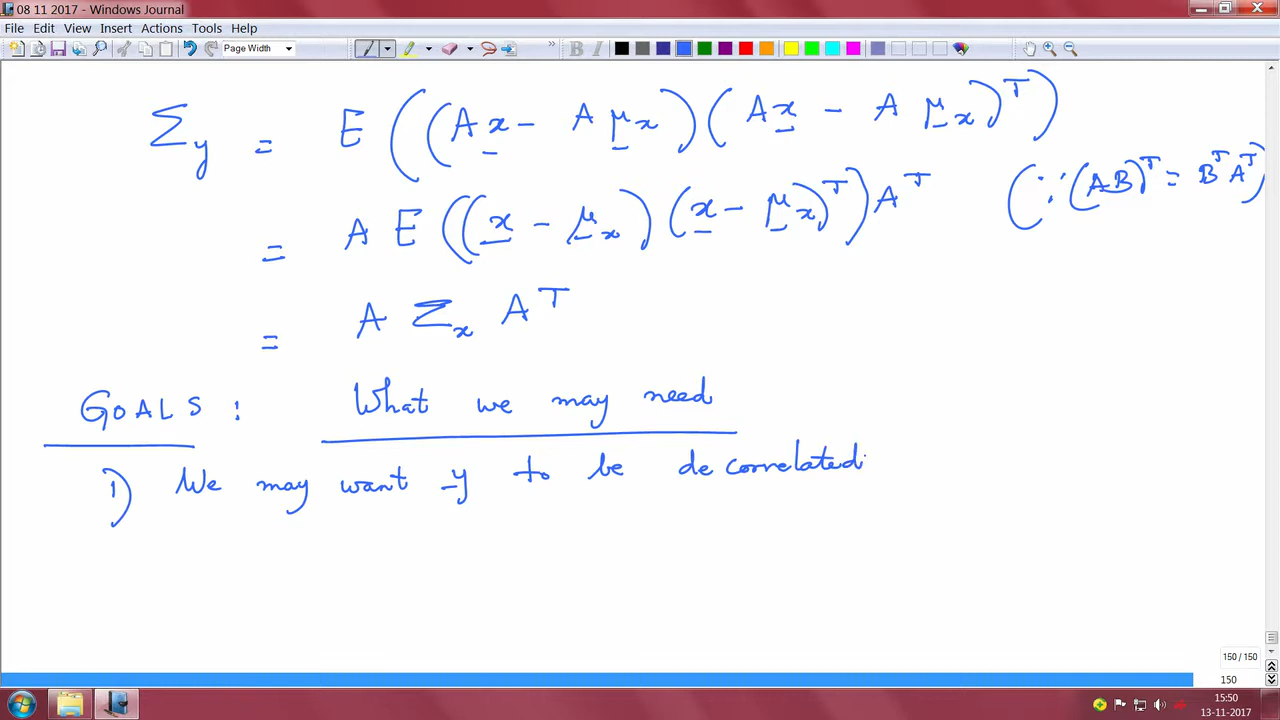 08 11 2017 - Windows Journal
File Edit View Insert Actions Tools Help
Page Width
Σy = E((Ax - Aμx)(Ax - Aμx)^T)
= A E((x - μx)(x - μx)^T)A^T (∵(AB)^T = B^T A^T)
= A Σx A^T
GOALS : What we may need
1) We may want y to be decorrelated
150 / 150
150
15:50
13-11-2017